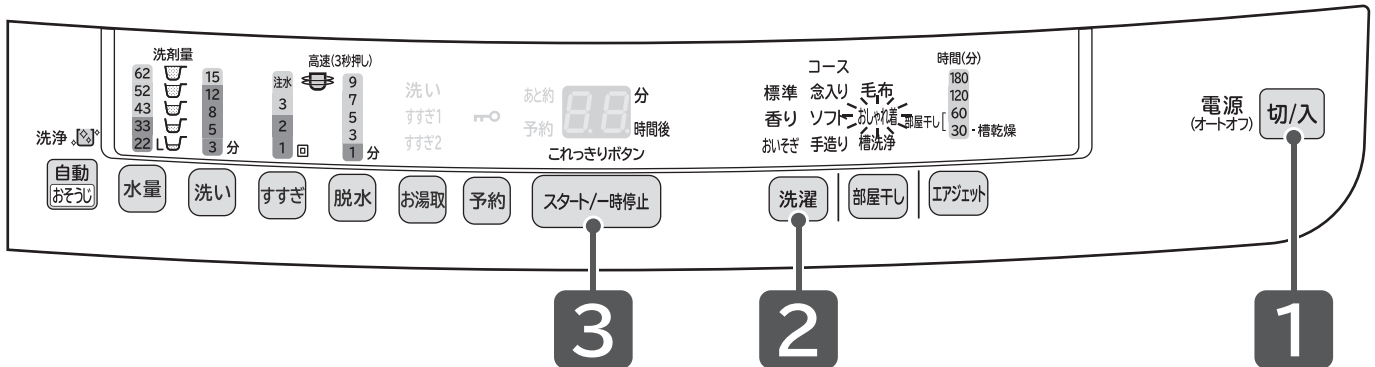 洗剤量
62
52
43
33
22 L
15
12
8
5
3 分
注水
3
2
1 回
高速(3秒押し)
9
7
5
3
1 分
洗い
すすぎ1
すすぎ2
あと約
予約
88
分
時間後
これっきりボタン
コース
標準 念入り 毛布
香り ソフト おしゃれ着
おいそぎ 手造り 槽洗浄
時間(分)
180
120
部屋干し[ 60
30 - 槽乾燥
電源
(オートオフ)
切/入
洗浄
自動
おそうじ
水量
洗い
すすぎ
脱水
お湯取
予約
スタート/一時停止
洗濯
部屋干し
エアジェット
3
2
1